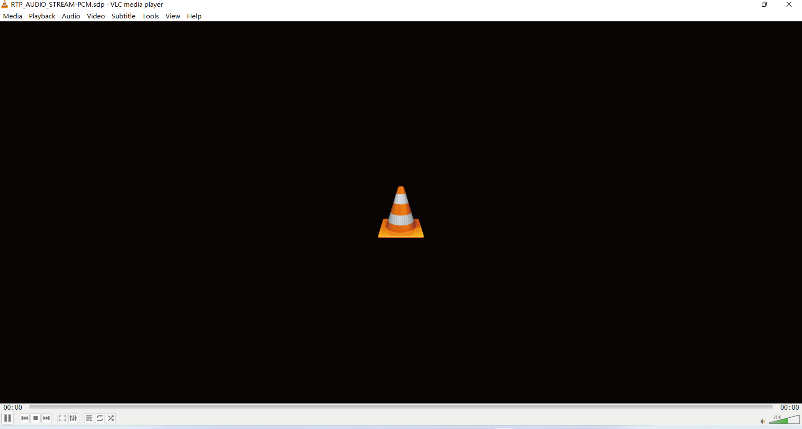 RTP_AUDIO_STREAM-PCM.sdp - VLC media player
Media Playback Audio Video Subtitle Tools View Help
00:00 00:00